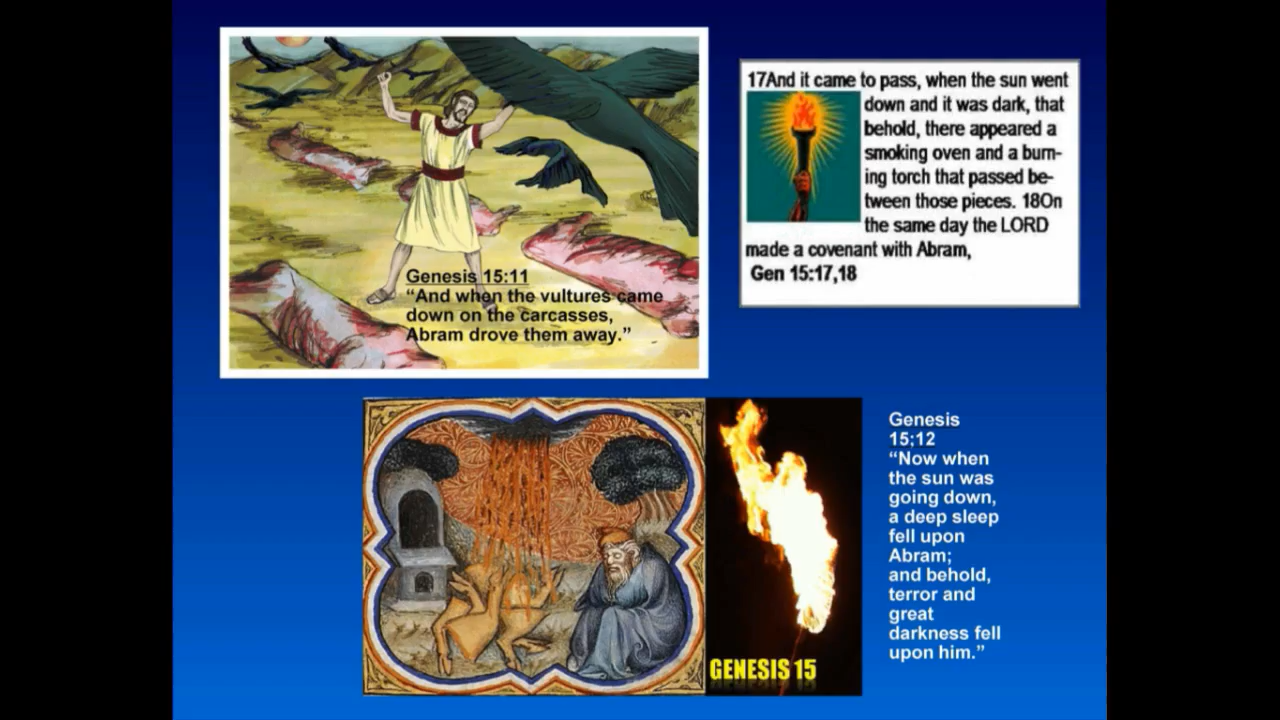 Genesis 15:11
“And when the vultures came
down on the carcasses,
Abram drove them away.”
17And it came to pass, when the sun went
down and it was dark, that
behold, there appeared a
smoking oven and a burn-
ing torch that passed be-
tween those pieces. 18On
the same day the LORD
made a covenant with Abram,
Gen 15:17,18
GENESIS 15
Genesis
15;12
“Now when
the sun was
going down,
a deep sleep
fell upon
Abram;
and behold,
terror and
great
darkness fell
upon him.”